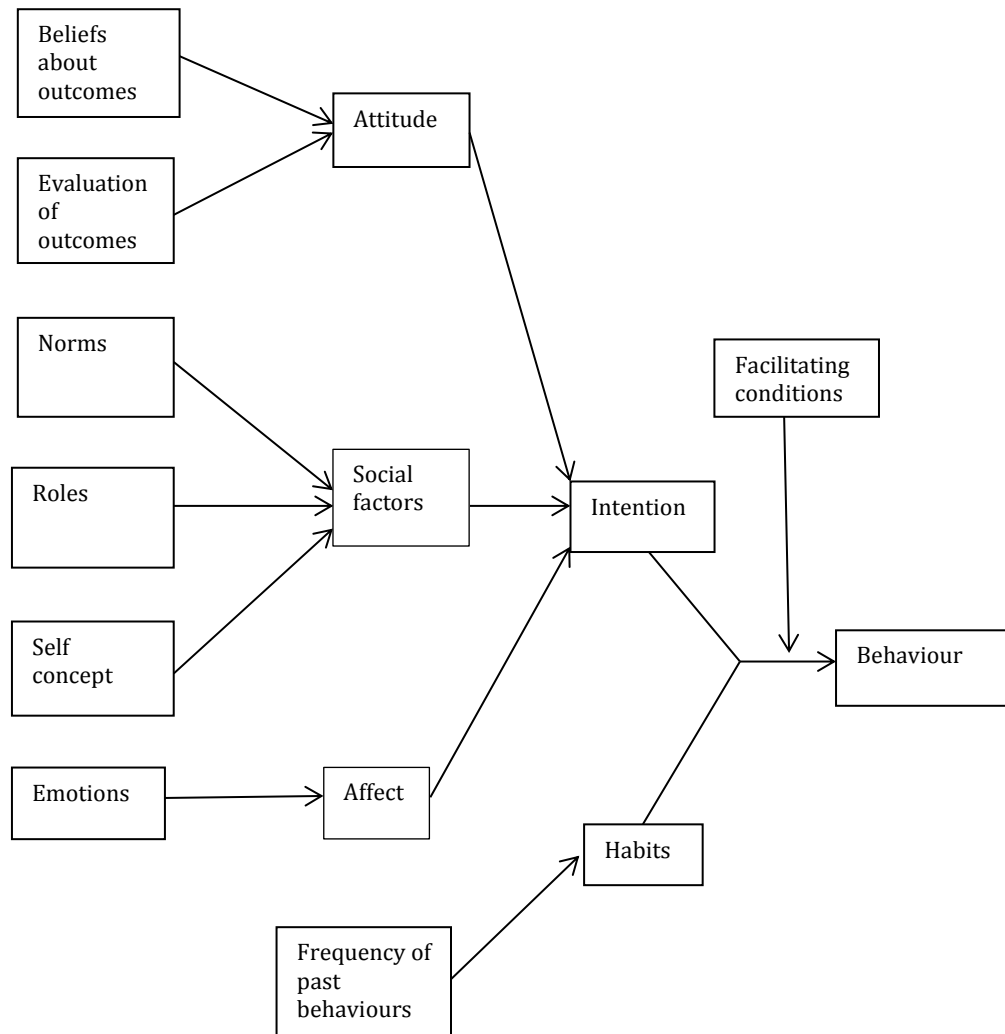 Beliefs
about
outcomes
Attitude
Evaluation
of
outcomes
Norms
Facilitating
conditions
Roles
Social
factors
Intention
Self
concept
Behaviour
Emotions
Affect
Habits
Frequency of
past
behaviours